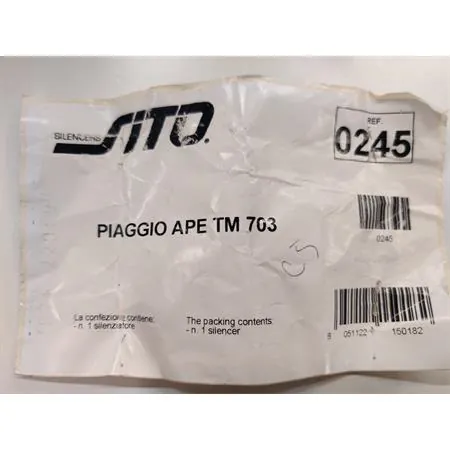 SILENCERS SITO®
REF.
0245
PIAGGIO APE TM 703
0245
La confezione contiene:
- n. 1 silenziatore
The packing contents:
- n. 1 silencer
8 051122 150182